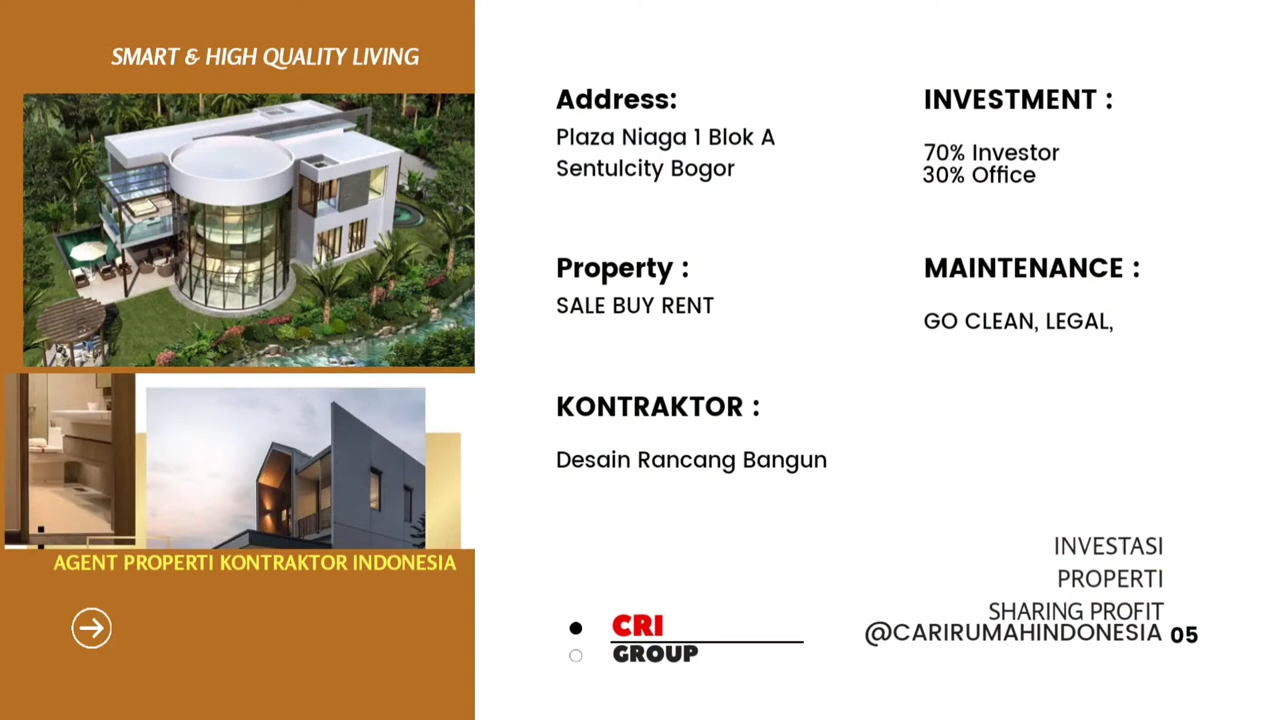 SMART & HIGH QUALITY LIVING
AGENT PROPERTI KONTRAKTOR INDONESIA
Address:
Plaza Niaga 1 Blok A
Sentulcity Bogor
Property :
SALE BUY RENT
KONTRAKTOR :
Desain Rancang Bangun
INVESTMENT :
70% Investor
30% Office
MAINTENANCE :
GO CLEAN, LEGAL,
INVESTASI
PROPERTI
SHARING PROFIT
@CARIRUMAHINDONESIA 05
CRI
GROUP